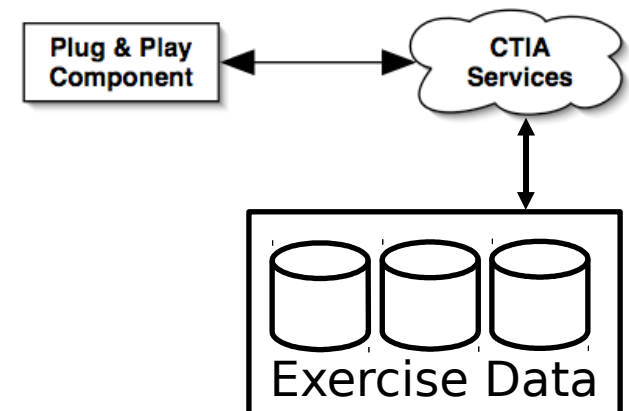 Plug & Play
Component
CTIA
Services
Exercise Data